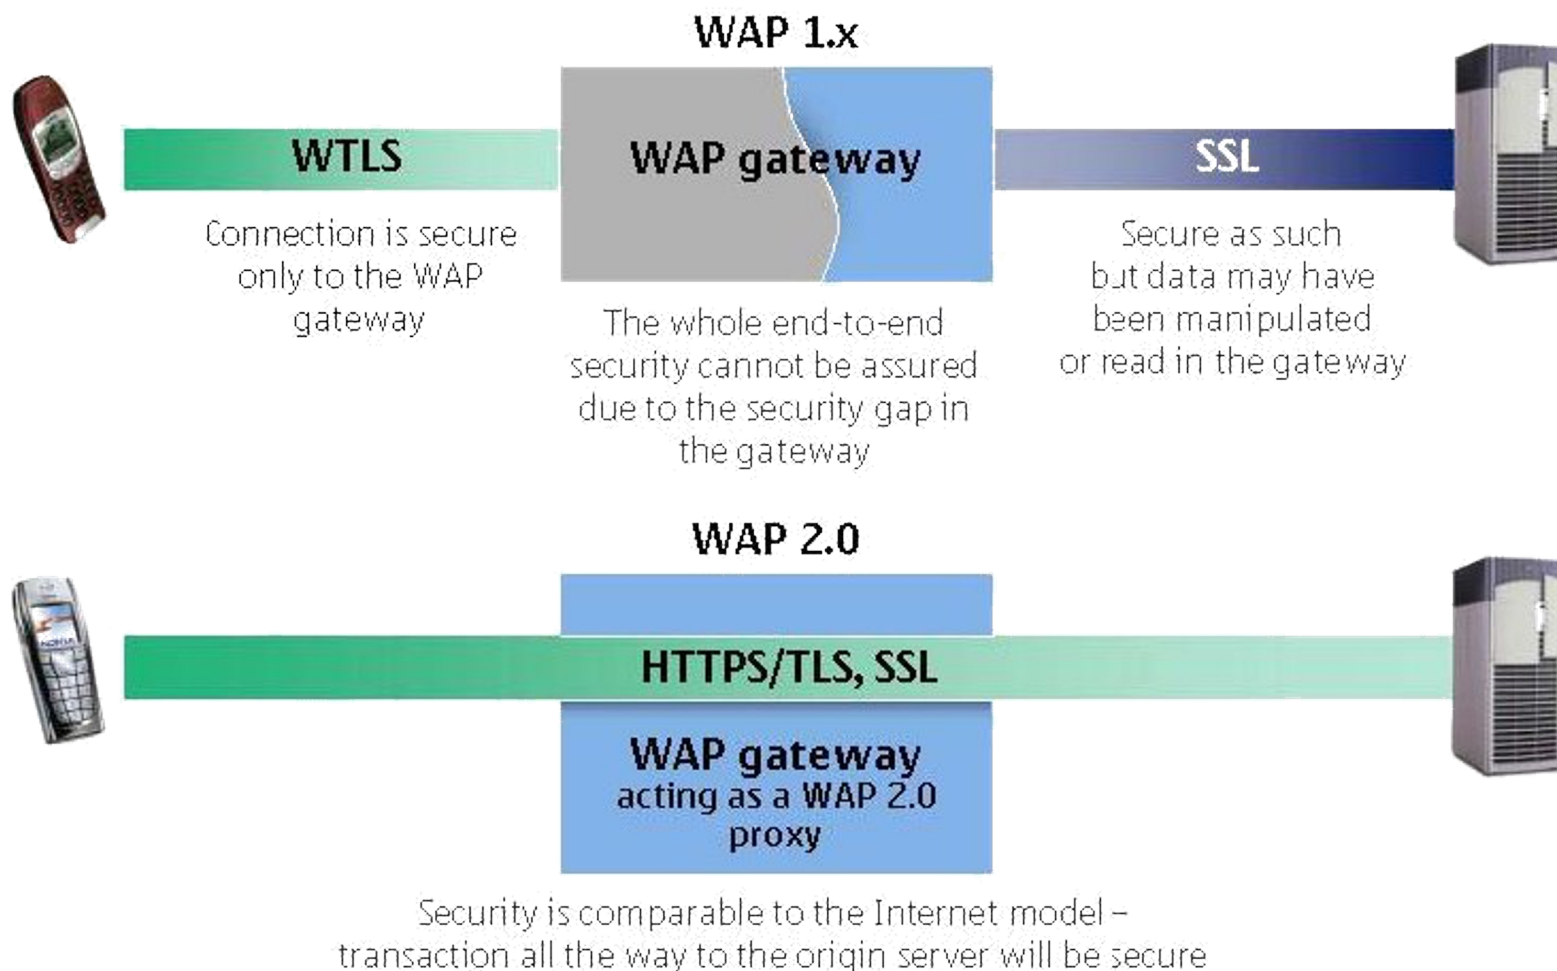 WAP 1.x
WTLS
WAP gateway
SSL
Connection is secure
only to the WAP
gateway
The whole end-to-end
security cannot be assured
due to the security gap in
the gateway
Secure as such
but data may have
been manipulated
or read in the gateway
WAP 2.0
NOKIA
HTTPS/TLS, SSL
WAP gateway
acting as a WAP 2.0
proxy
Security is comparable to the Internet model –
transaction all the way to the origin server will be secure